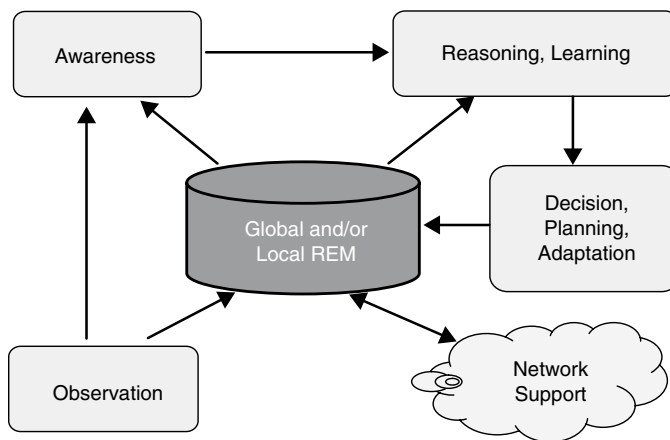 Awareness
Reasoning, Learning
Global and/or
Local REM
Decision,
Planning,
Adaptation
Observation
Network
Support